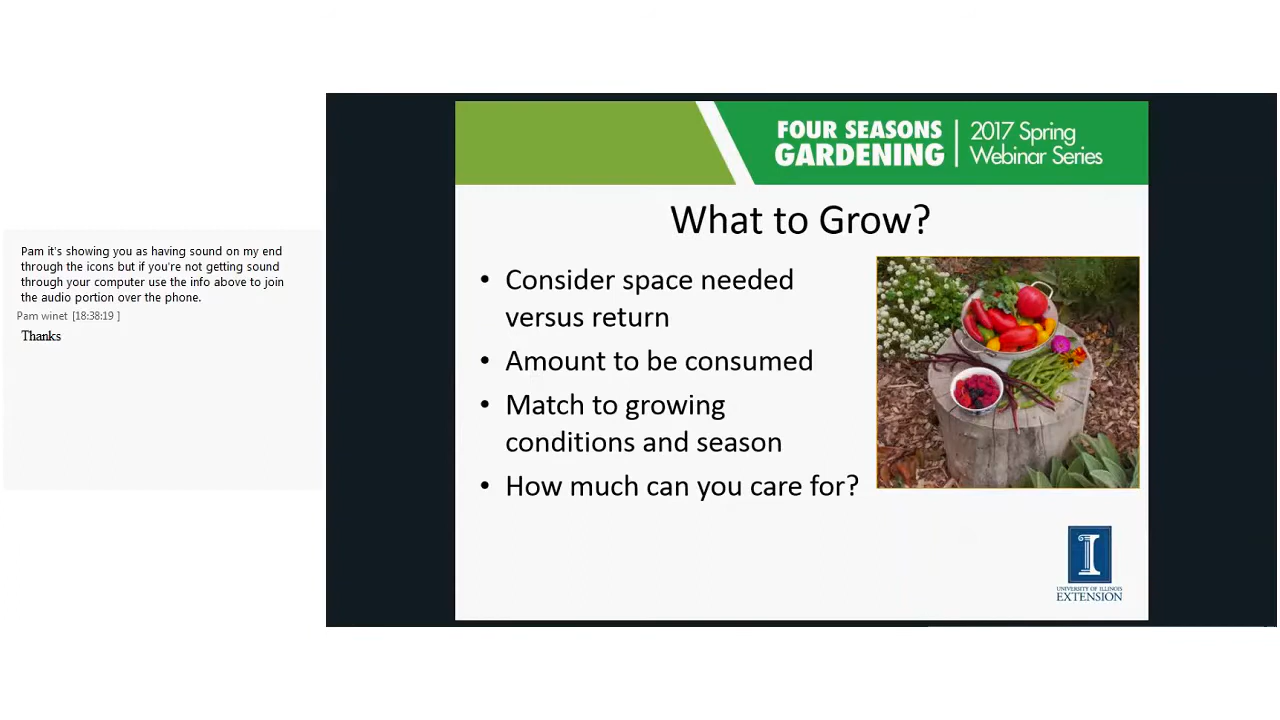 Pam it's showing you as having sound on my end
through the icons but if you're not getting sound
through your computer use the info above to join
the audio portion over the phone.
Pam winet [18:38:19 ]
Thanks
FOUR SEASONS
GARDENING
2017 Spring
Webinar Series
What to Grow?
• Consider space needed
versus return
• Amount to be consumed
• Match to growing
conditions and season
• How much can you care for?
I
UNIVERSITY OF ILLINOIS
EXTENSION